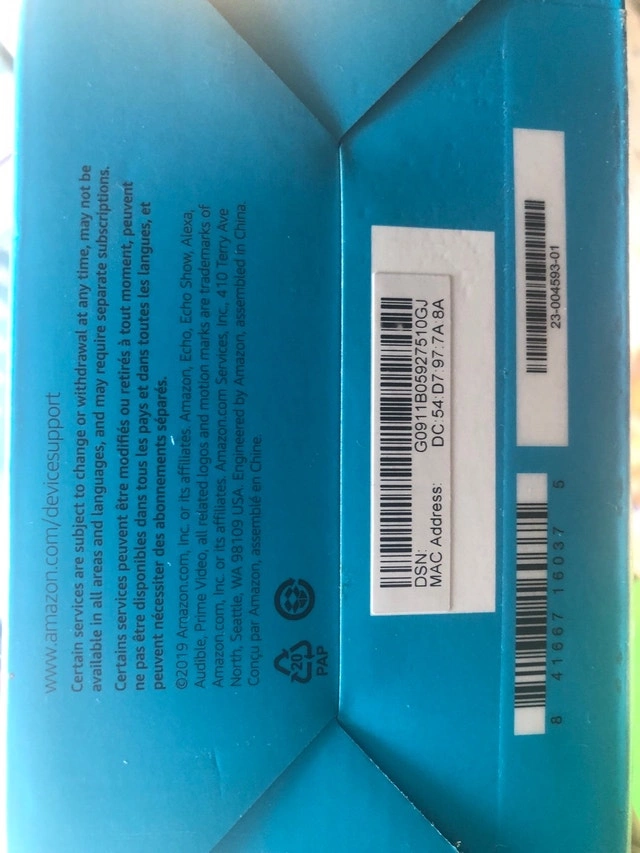 www.amazon.com/devicesupport
Certain services are subject to change or withdrawal at any time, may not be
available in all areas and languages, and may require separate subscriptions.
Certains services peuvent être modifiés ou retirés à tout moment, peuvent
ne pas être disponibles dans tous les pays et dans toutes les langues, et
peuvent nécessiter des abonnements séparés.
©2019 Amazon.com, Inc. or its affiliates. Amazon, Echo, Echo Show, Alexa,
Audible, Prime Video, all related logos and motion marks are trademarks of
Amazon.com, Inc. or its affiliates. Amazon.com Services, Inc., 410 Terry Ave
North, Seattle, WA 98109 USA. Engineered by Amazon, assembled in China.
Conçu par Amazon, assemblé en Chine.
20
PAP
DSN: G0911B05927510GJ
MAC Address: DC:54:D7:97:7A:8A
23-004593-01
8 41667 16037 5